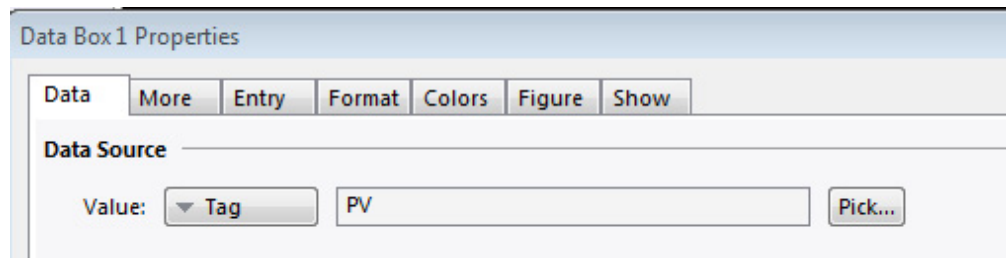 Data Box 1 Properties
Data More Entry Format Colors Figure Show
Data Source
Value: Tag PV Pick...